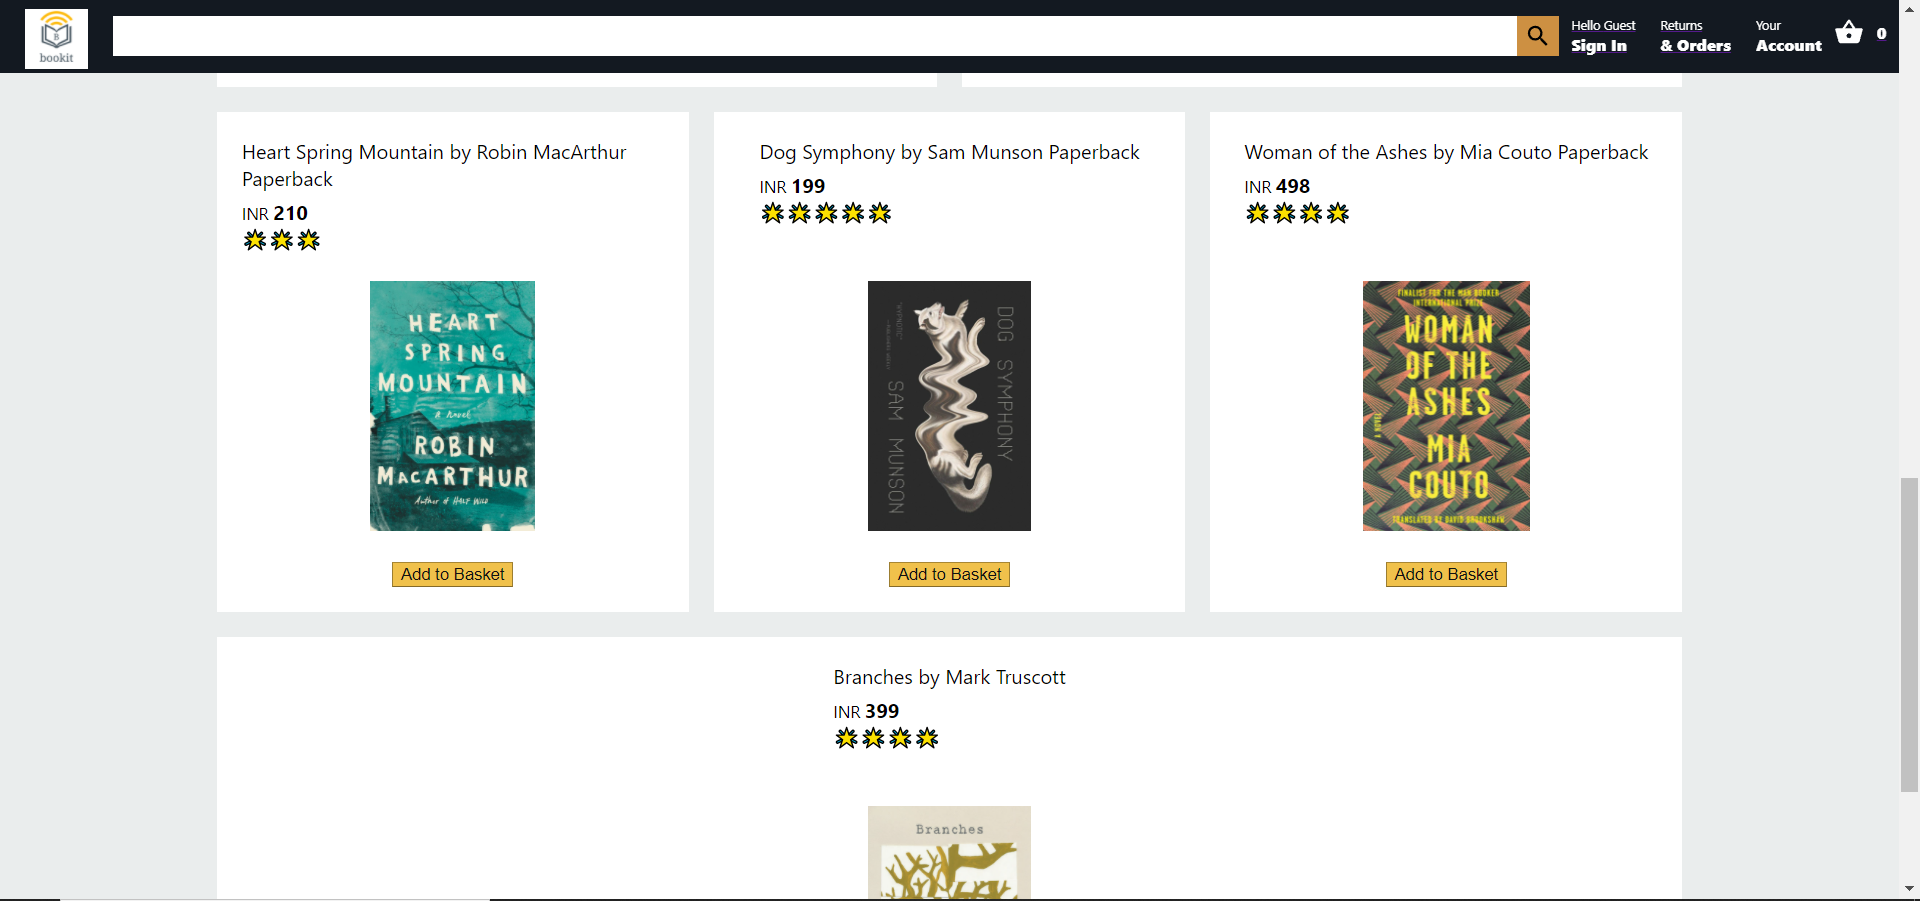 bookit
Hello Guest
Sign In
Returns
& Orders
Your
Account
0
Heart Spring Mountain by Robin MacArthur
Paperback
INR 210
HEART
SPRING
MOUNTAIN
A Novel
ROBIN
MACARTHUR
Author of HALF WILD
Add to Basket
Dog Symphony by Sam Munson Paperback
INR 199
DOG SYMPHONY
SAM MUNSON
Add to Basket
Woman of the Ashes by Mia Couto Paperback
INR 498
FINALIST FOR THE MAN BOOKER
INTERNATIONAL PRIZE
WOMAN
OF THE
ASHES
A NOVEL
MIA
COUTO
TRANSLATED BY DAVID BROOKSHAW
Add to Basket
Branches by Mark Truscott
INR 399
Branches